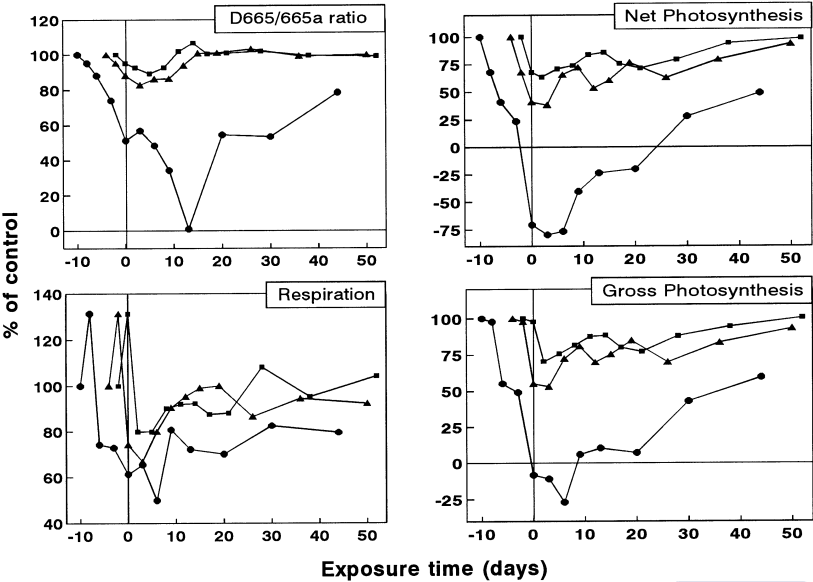 D665/665a ratio
120
100
80
60
40
20
0
-10 0 10 20 30 40 50
Net Photosynthesis
100
75
50
25
0
-25
-50
-75
-10 0 10 20 30 40 50
% of control
Respiration
140
120
100
80
60
40
-10 0 10 20 30 40 50
Gross Photosynthesis
100
75
50
25
0
-25
-10 0 10 20 30 40 50
Exposure time (days)